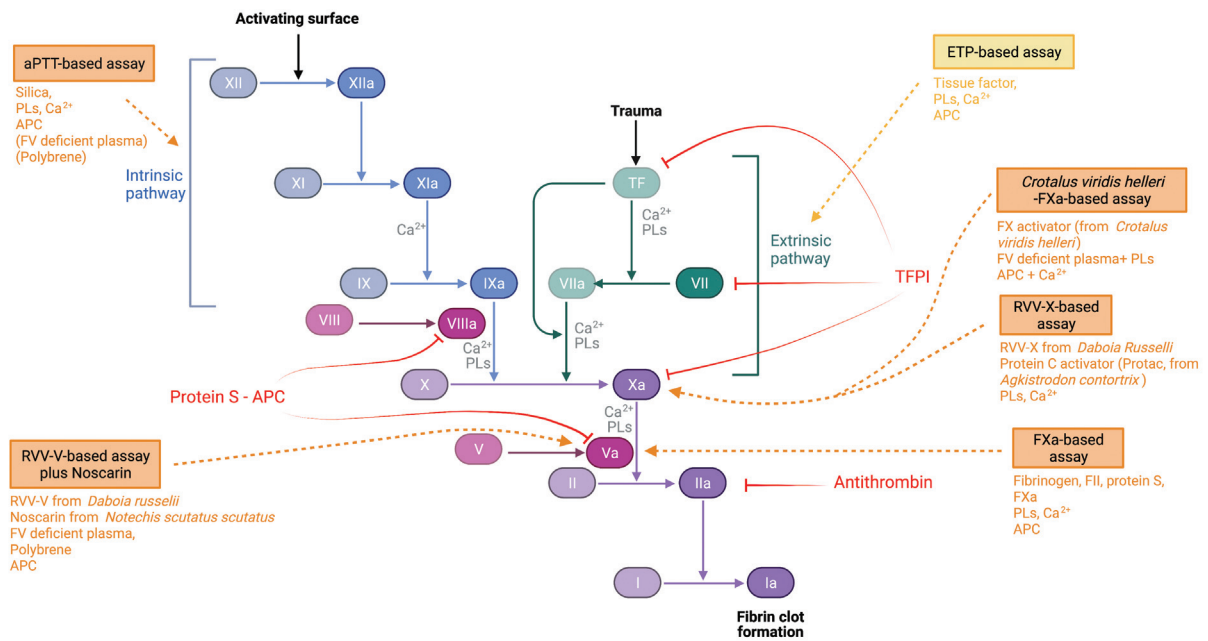 Activating surface
aPTT-based assay
Silica,
PLs, Ca²⁺
APC
(FV deficient plasma)
(Polybrene)
Intrinsic
pathway
XII
XIIa
XI
XIa
Ca²⁺
IX
IXa
VIII
VIIIa
Ca²⁺
PLs
Trauma
TF
Ca²⁺
PLs
VIIa
VII
Ca²⁺
PLs
Extrinsic
pathway
ETP-based assay
Tissue factor,
PLs, Ca²⁺
APC
TFPI
Crotalus viridis helleri
-FXa-based assay
FX activator (from Crotalus
viridis helleri)
FV deficient plasma+ PLs
APC + Ca²⁺
RVV-X-based
assay
RVV-X from Daboia Russelli
Protein C activator (Protac, from
Agkistrodon contortrix )
PLs, Ca²⁺
X
Xa
Protein S - APC
Ca²⁺
PLs
V
Va
II
IIa
Antithrombin
RVV-V-based assay
plus Noscarin
RVV-V from Daboia russelii
Noscarin from Notechis scutatus scutatus
FV deficient plasma,
Polybrene
APC
FXa-based
assay
Fibrinogen, FII, protein S,
FXa
PLs, Ca²⁺
APC
I
Ia
Fibrin clot
formation